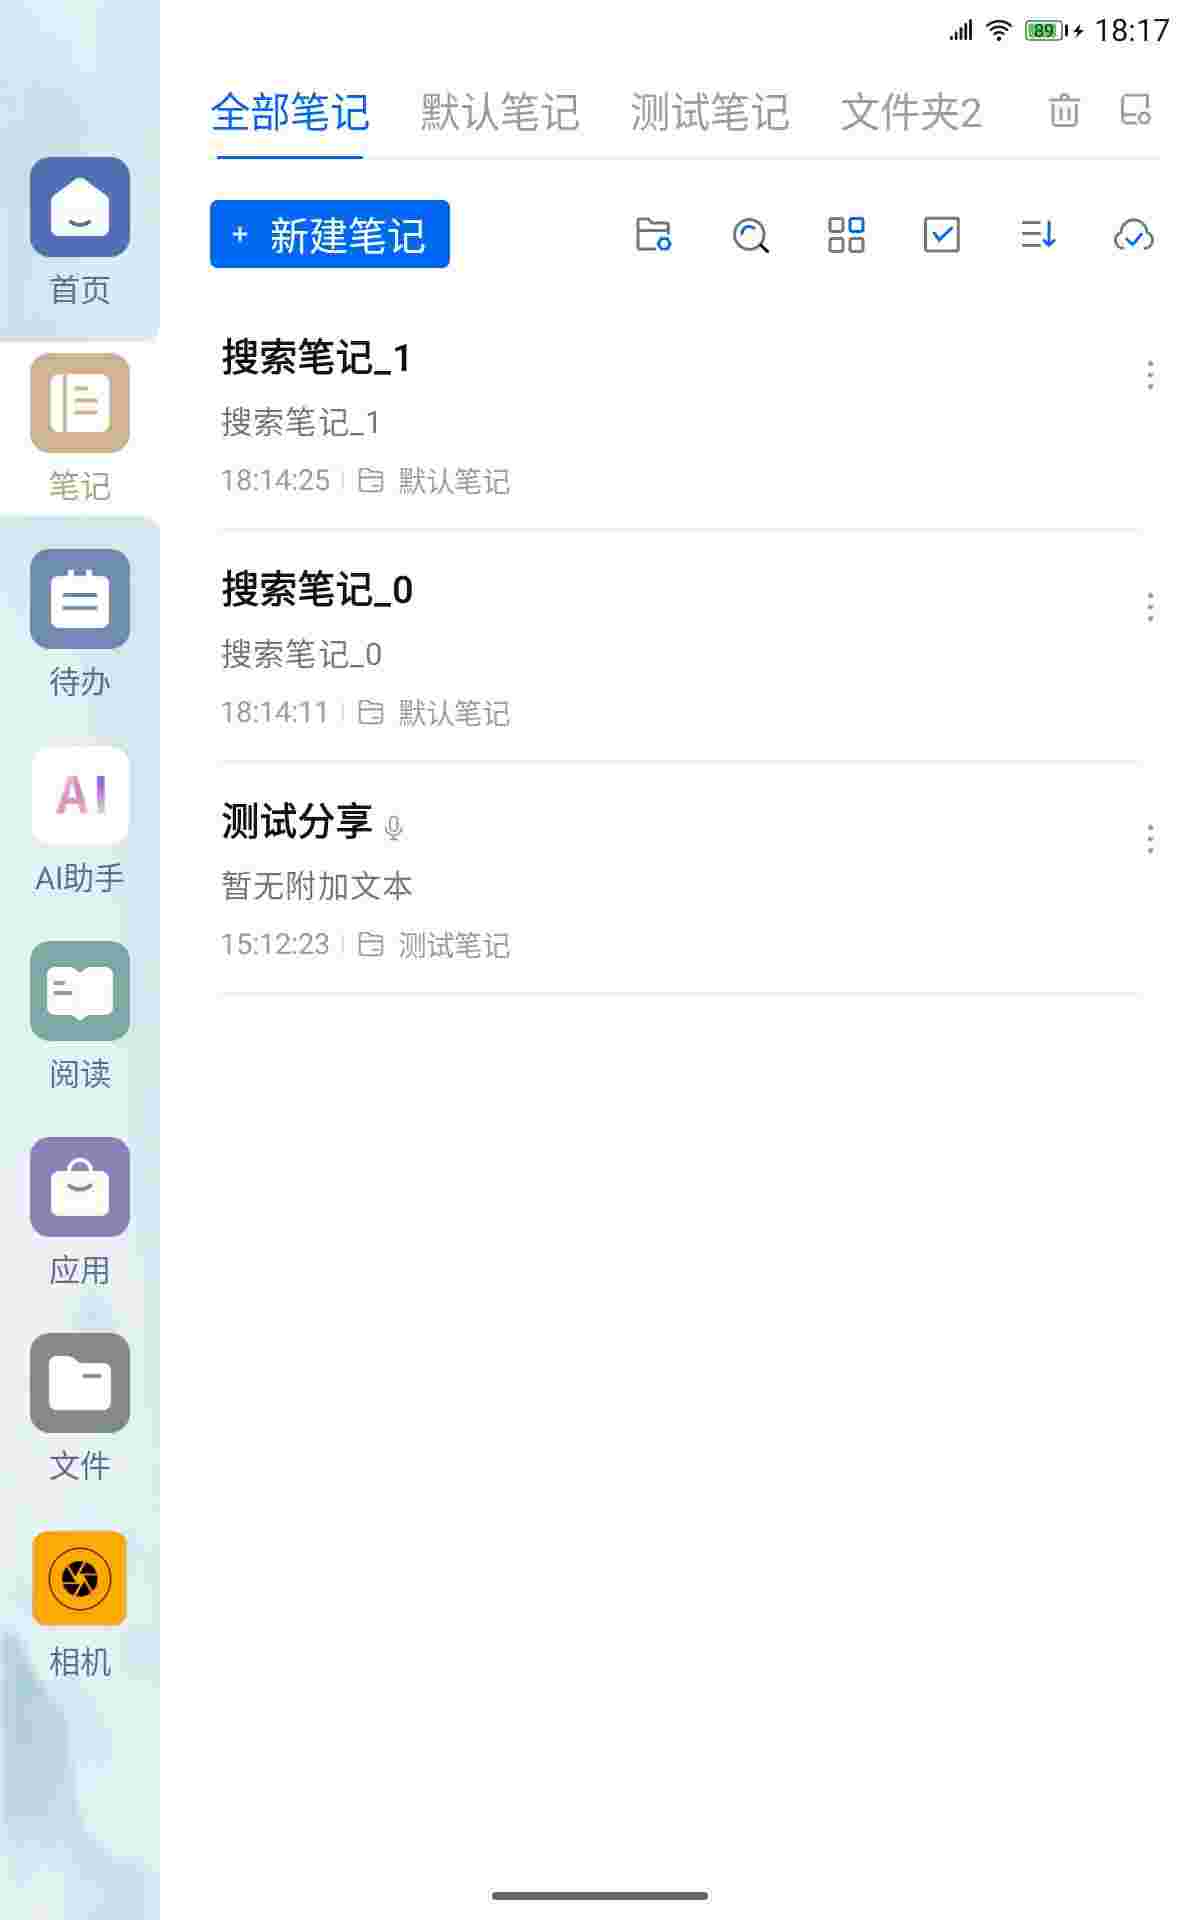 89 18:17
全部笔记 默认笔记 测试笔记 文件夹2
+ 新建笔记
搜索笔记_1
搜索笔记_1
18:14:25 默认笔记
搜索笔记_0
搜索笔记_0
18:14:11 默认笔记
测试分享
暂无附加文本
15:12:23 测试笔记
首页
笔记
待办
AI
AI助手
阅读
应用
文件
相机